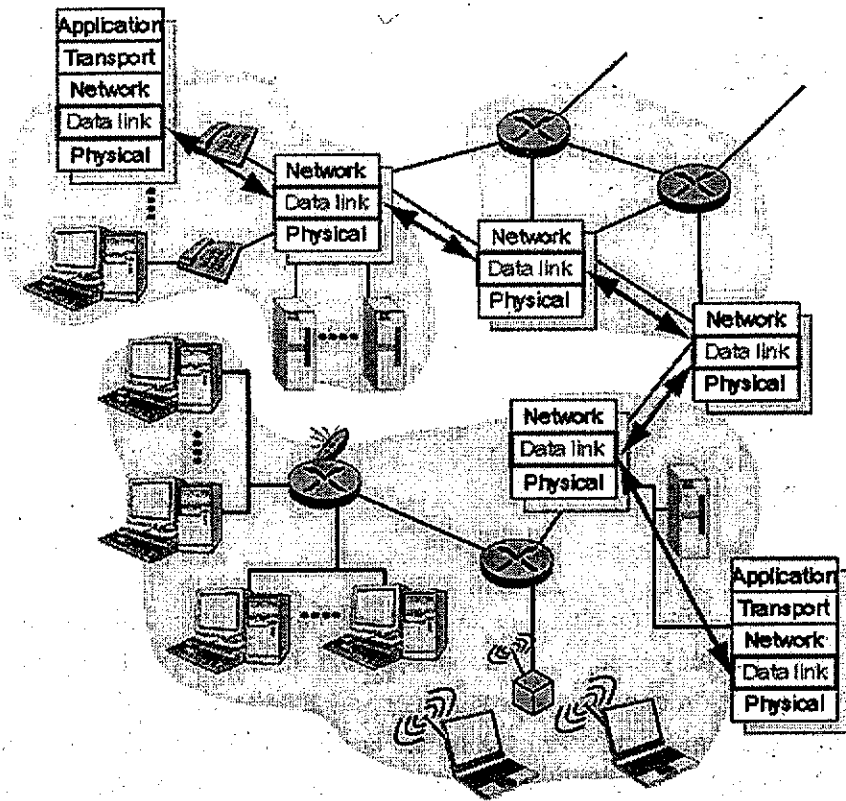 Application
Transport
Network
Data link
Physical
Network
Data link
Physical
Network
Data link
Physical
Network
Data link
Physical
Network
Data link
Physical
Application
Transport
Network
Data link
Physical